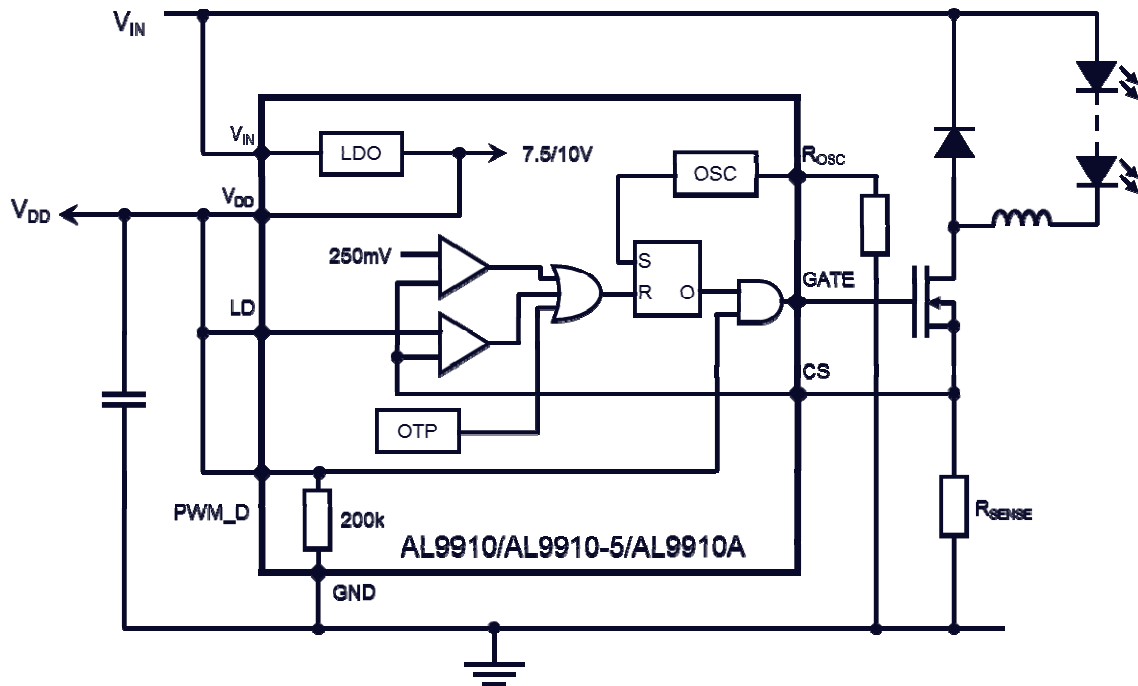 VIN
VIN
LDO
7.5/10V
OSC
ROSC
VDD
VDD
250mV
S
R
O
GATE
LD
CS
OTP
PWM_D
200k
RSENSE
AL9910/AL9910-5/AL9910A
GND